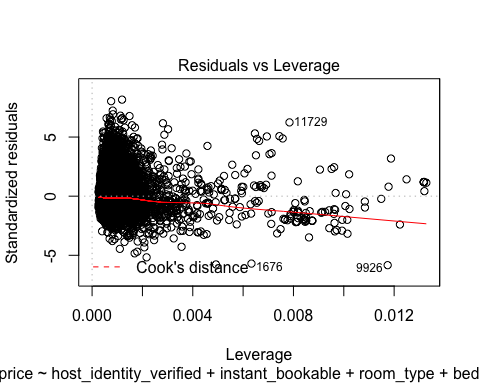 Residuals vs Leverage
Standardized residuals
5
0
-5
11729
1676
9926
Cook's distance
0.000 0.004 0.008 0.012
Leverage
price ~ host_identity_verified + instant_bookable + room_type + bed